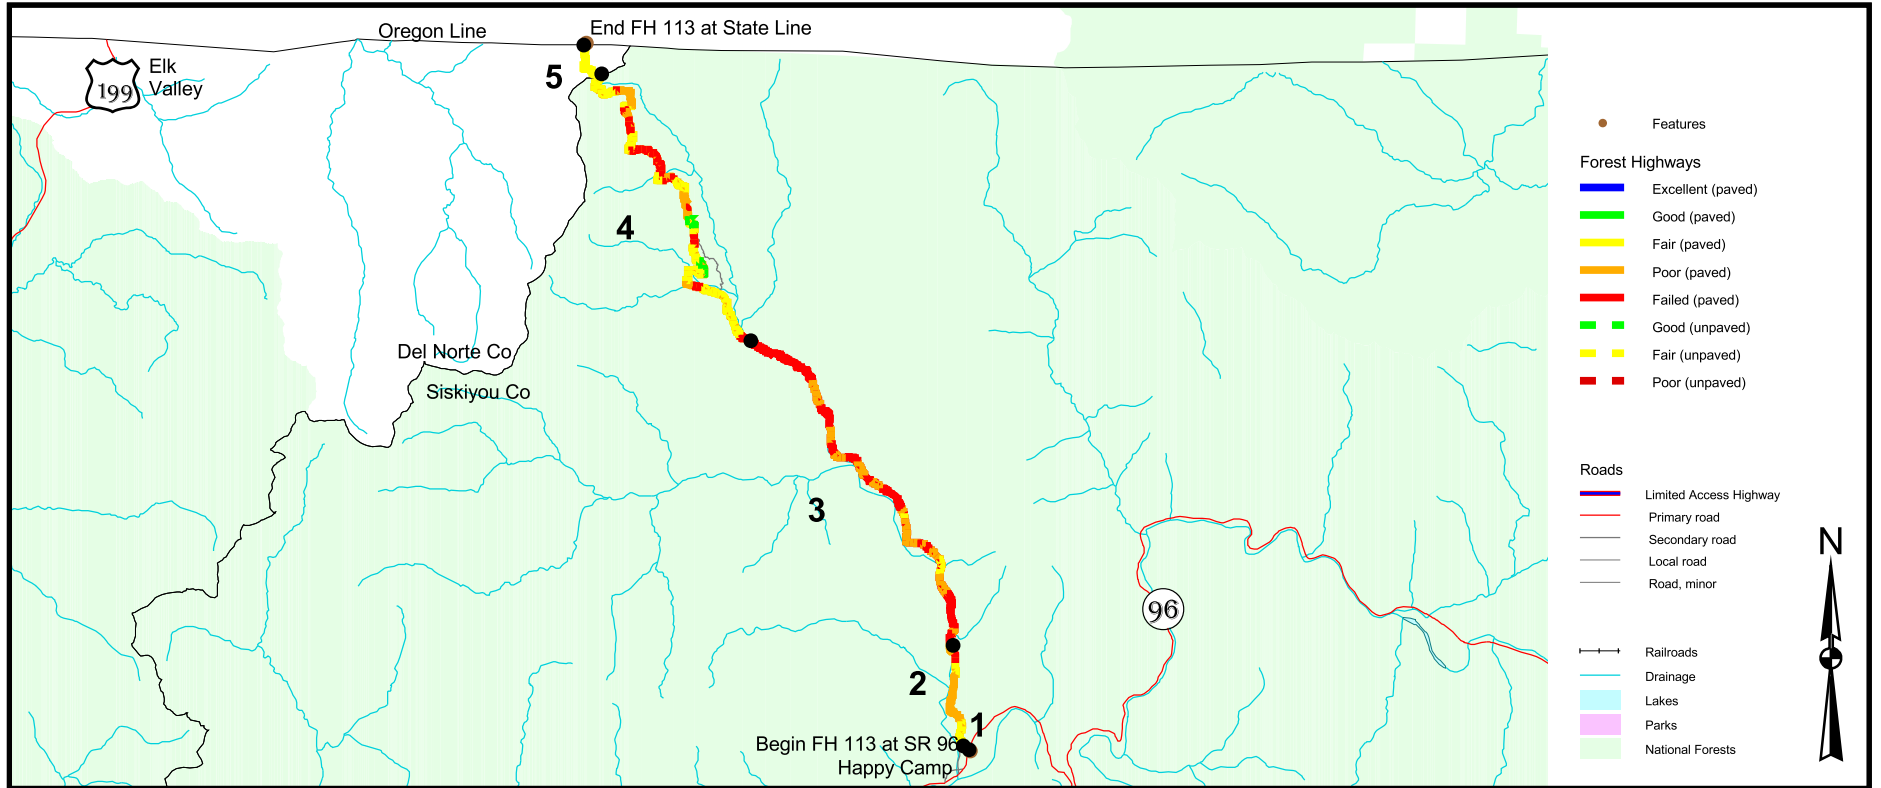 Oregon Line
End FH 113 at State Line
199
Elk
Valley
5
4
Del Norte Co
Siskiyou Co
3
96
2
1
Begin FH 113 at SR 96
Happy Camp
Features
Forest Highways
Excellent (paved)
Good (paved)
Fair (paved)
Poor (paved)
Failed (paved)
Good (unpaved)
Fair (unpaved)
Poor (unpaved)
Roads
Limited Access Highway
Primary road
Secondary road
Local road
Road, minor
N
Railroads
Drainage
Lakes
Parks
National Forests